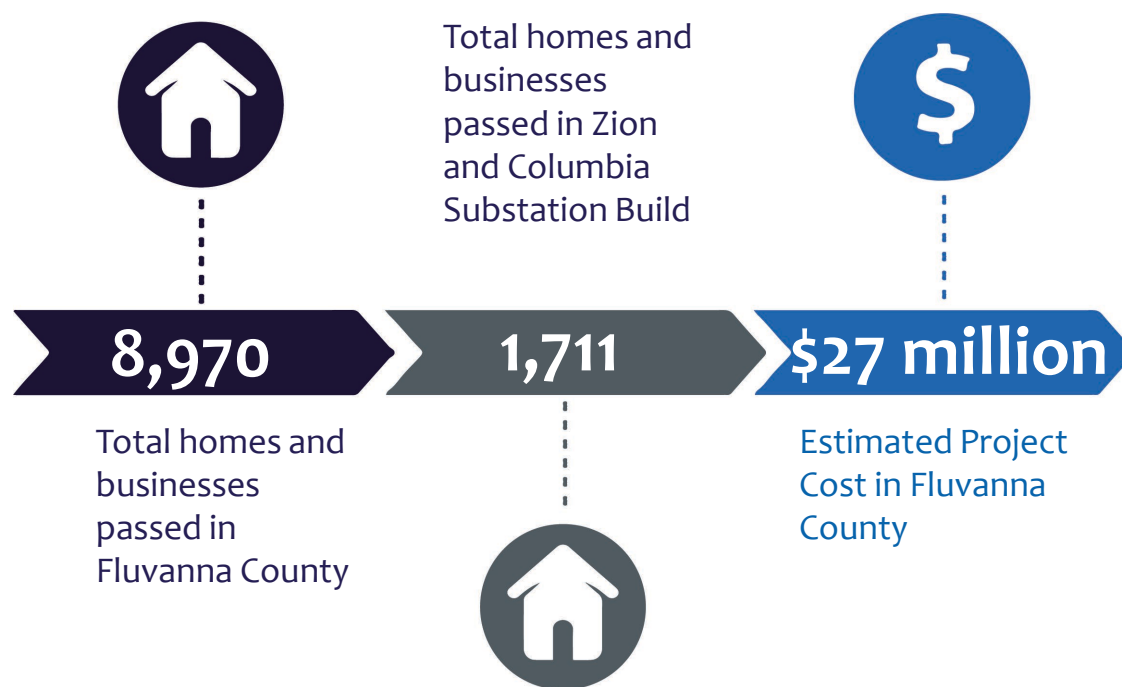 Total homes and
businesses
passed in Zion
and Columbia
Substation Build
$
8,970
1,711
$27 million
Total homes and
businesses
passed in
Fluvanna County
Estimated Project
Cost in Fluvanna
County